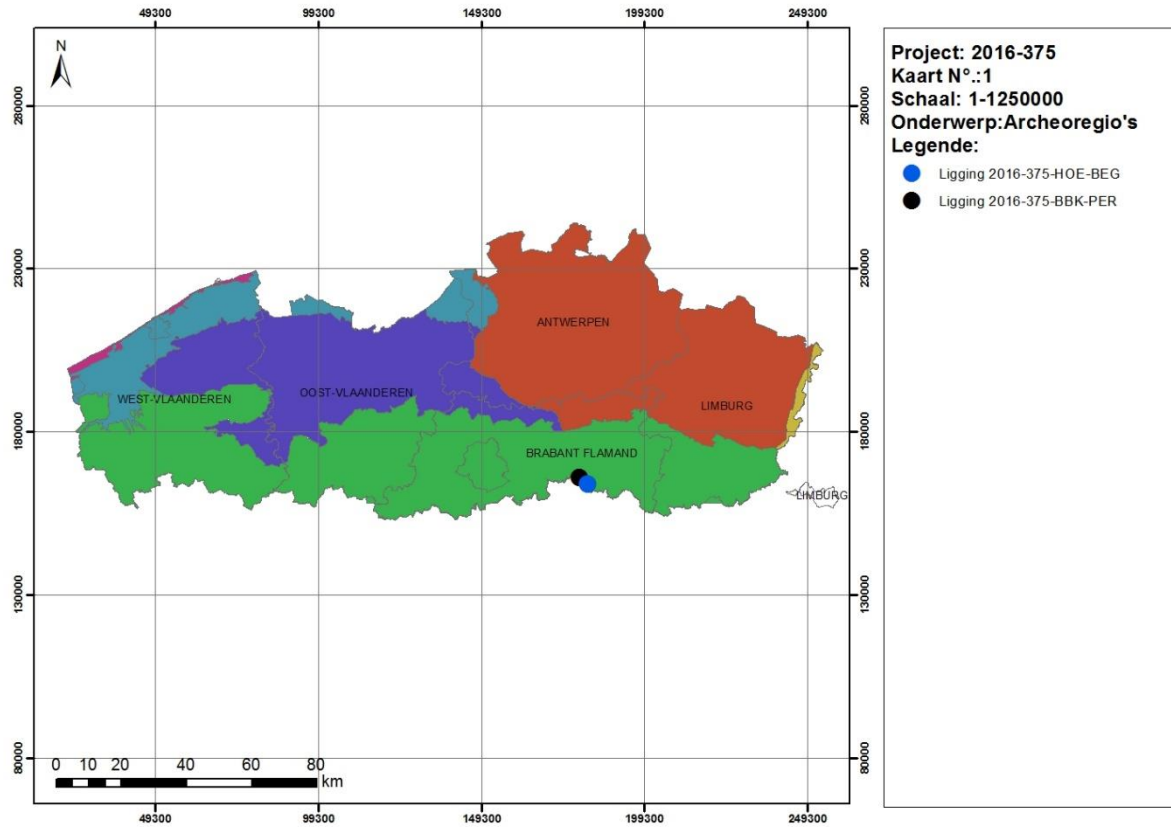 49300 99300 149300 199300 249300
N
280000 280000
230000 230000
180000 180000
130000 130000
80000 80000
ANTWERPEN
WEST-VLAANDEREN
OOST-VLAANDEREN
LIMBURG
BRABANT FLAMAND
LIMBURG
0 10 20 40 60 80
km
49300 99300 149300 199300 249300
Project: 2016-375
Kaart N°.:1
Schaal: 1-1250000
Onderwerp:Archeoregio's
Legende:
Ligging 2016-375-HOE-BEG
Ligging 2016-375-BBK-PER